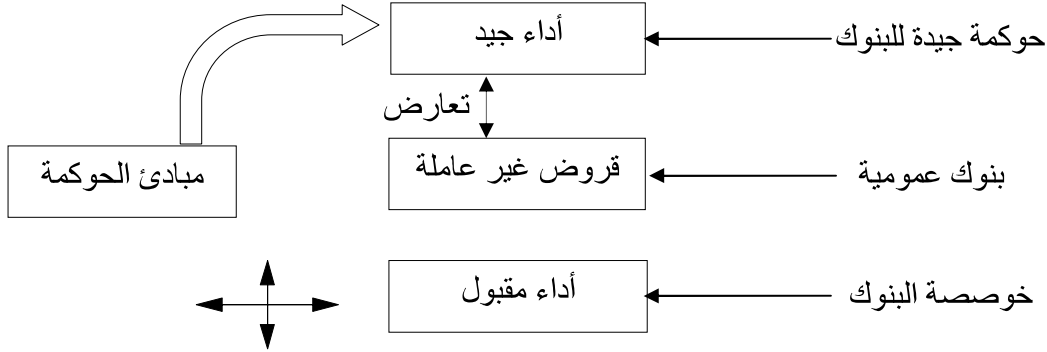 حوكمة جيدة للبنوك
أداء جيد
تعارض
بنوك عمومية
قروض غير عاملة
مبادئ الحوكمة
خوصصة البنوك
أداء مقبول